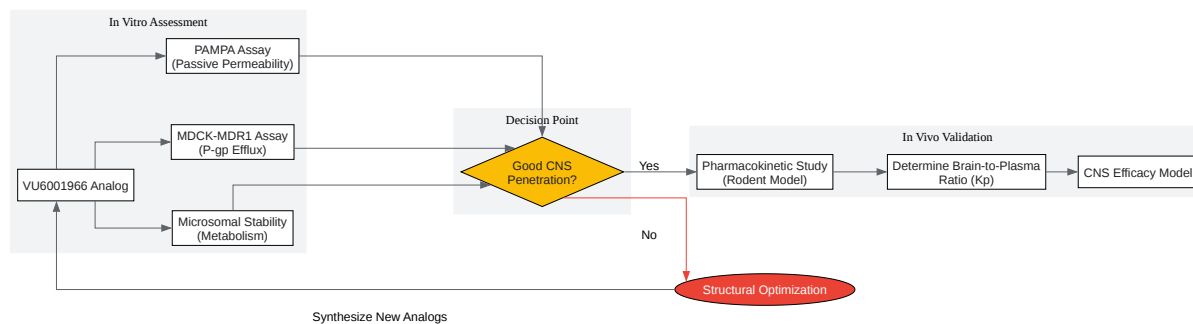 In Vitro Assessment
PAMPA Assay
(Passive Permeability)
MDCK-MDR1 Assay
(P-gp Efflux)
VU6001966 Analog
Microsomal Stability
(Metabolism)
Decision Point
Good CNS
Penetration?
Yes
No
In Vivo Validation
Pharmacokinetic Study
(Rodent Model)
Determine Brain-to-Plasma
Ratio (Kp)
CNS Efficacy Model
Structural Optimization
Synthesize New Analogs